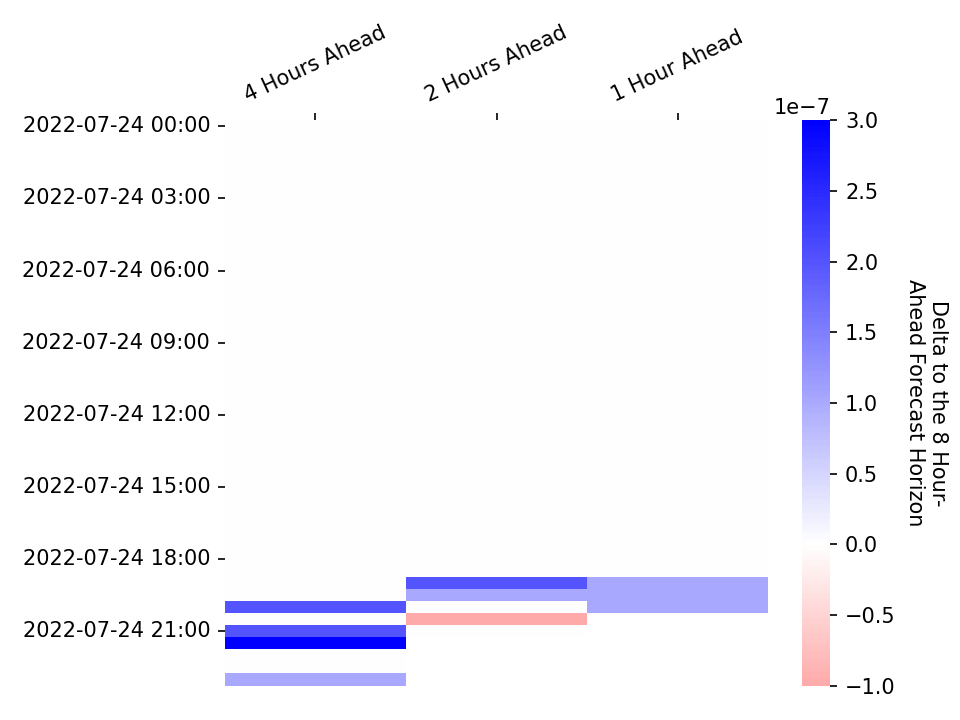 4 Hours Ahead
2 Hours Ahead
1 Hour Ahead
1e−7
2022-07-24 00:00
2022-07-24 03:00
2022-07-24 06:00
2022-07-24 09:00
2022-07-24 12:00
2022-07-24 15:00
2022-07-24 18:00
2022-07-24 21:00
3.0
2.5
2.0
1.5
1.0
0.5
0.0
−0.5
−1.0
Delta to the 8 Hour-
Ahead Forecast Horizon